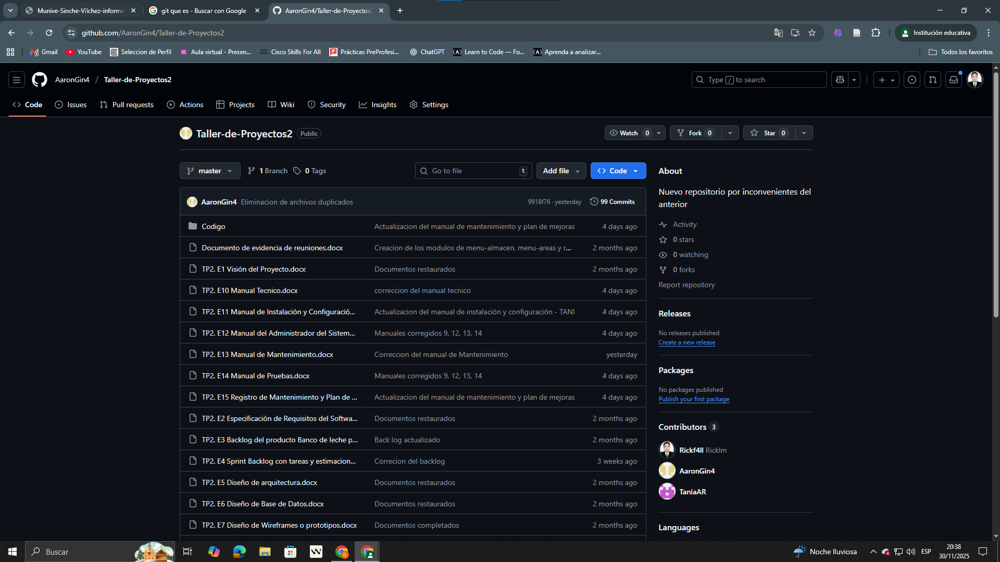 Munive-Sinche-Vilchez-informe
git que es - Buscar con Google
AaronGin4/Taller-de-Proyectos2
github.com/AaronGin4/Taller-de-Proyectos2
Institución educativa
Gmail
YouTube
Seleccion de Perfil
Aula virtual - Presen...
Cisco Skills For All
Prácticas PreProfesi...
ChatGPT
Learn to Code — Fo...
Aprenda a analizar...
Todos los favoritos
AaronGin4 / Taller-de-Proyectos2
Type / to search
Code
Issues
Pull requests
Actions
Projects
Wiki
Security
Insights
Settings
Taller-de-Proyectos2 Public
Watch 0
Fork 0
Star 0
master
1 Branch
0 Tags
Go to file t
Add file
Code
AaronGin4 Eliminacion de archivos duplicados 9918f76 · yesterday 99 Commits
Codigo Actualizacion del manual de mantenimiento y plan de mejoras 4 days ago
Documento de evidencia de reuniones.docx Creacion de los modulos de menu-almacen, menu-areas y r... 2 months ago
TP2. E1 Visión del Proyecto.docx Documentos restaurados 2 months ago
TP2. E10 Manual Tecnico.docx correccion del manual tecnico 4 days ago
TP2. E11 Manual de Instalación y Configuració... Actualizacion del manual de instalación y configuración - TANI 4 days ago
TP2. E12 Manual del Administrador del Sistem... Manuales corregidos 9, 12, 13, 14 4 days ago
TP2. E13 Manual de Mantenimiento.docx Correccion del manual de Mantenimiento yesterday
TP2. E14 Manual de Pruebas.docx Manuales corregidos 9, 12, 13, 14 4 days ago
TP2. E15 Registro de Mantenimiento y Plan de ... Actualizacion del manual de mantenimiento y plan de mejoras 4 days ago
TP2. E2 Especificación de Requisitos del Softwa... Documentos restaurados 2 months ago
TP2. E3 Backlog del producto Banco de leche p... Back log actualizado 2 months ago
TP2. E4 Sprint Backlog con tareas y estimacion... Correcion del backlog 3 weeks ago
TP2. E5 Diseño de arquitectura.docx Documentos restaurados 2 months ago
TP2. E6 Diseño de Base de Datos.docx Documentos restaurados 2 months ago
TP2. E7 Diseño de Wireframes o prototipos.docx Documentos completados 2 months ago
About
Nuevo repositorio por inconvenientes del
anterior
Activity
0 stars
0 watching
0 forks
Report repository
Releases
No releases published
Create a new release
Packages
No packages published
Publish your first package
Contributors 3
Rickf4ll Ricklm
AaronGin4
TaniaAR
Languages
Buscar
Noche lluviosa
ESP
20:38
30/11/2025